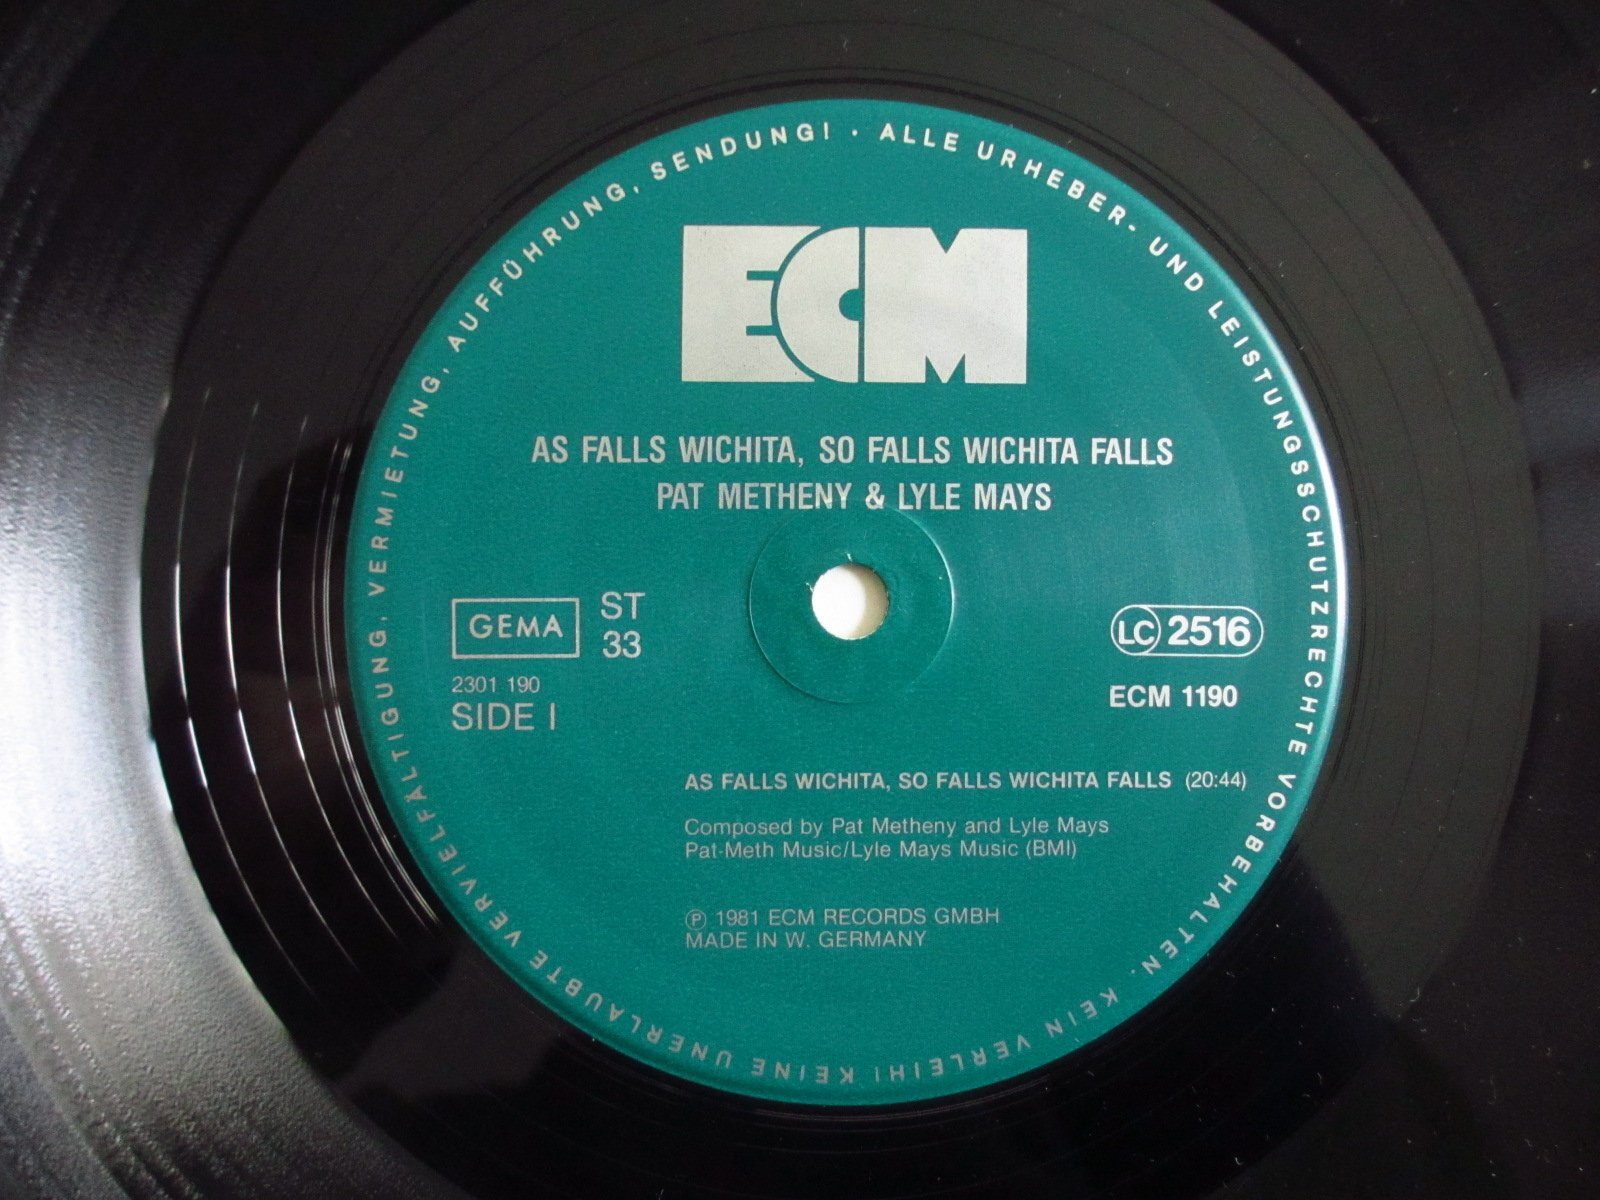 ALLE URHEBER- UND LEISTUNGSSCHUTZRECHTE VORBEHALTEN. KEIN VERLEIH! KEINE UNERLAUBTE VERVIELFÄLTIGUNG, VERMIETUNG, AUFFÜHRUNG, SENDUNG! ·
ECM
AS FALLS WICHITA, SO FALLS WICHITA FALLS
PAT METHENY & LYLE MAYS
GEMA
ST
33
2301 190
SIDE I
LC 2516
ECM 1190
AS FALLS WICHITA, SO FALLS WICHITA FALLS (20:44)
Composed by Pat Metheny and Lyle Mays
Pat-Meth Music/Lyle Mays Music (BMI)
℗ 1981 ECM RECORDS GMBH
MADE IN W. GERMANY